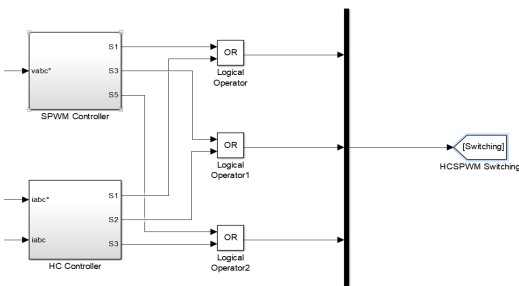 S1
OR
vabc*
S3
Logical
Operator
S5
SPWM Controller
OR
[Switching]
Logical
Operator1
HCSPWM Switching
iabc*
S1
S2
OR
iabc
S3
HC Controller
Logical
Operator2